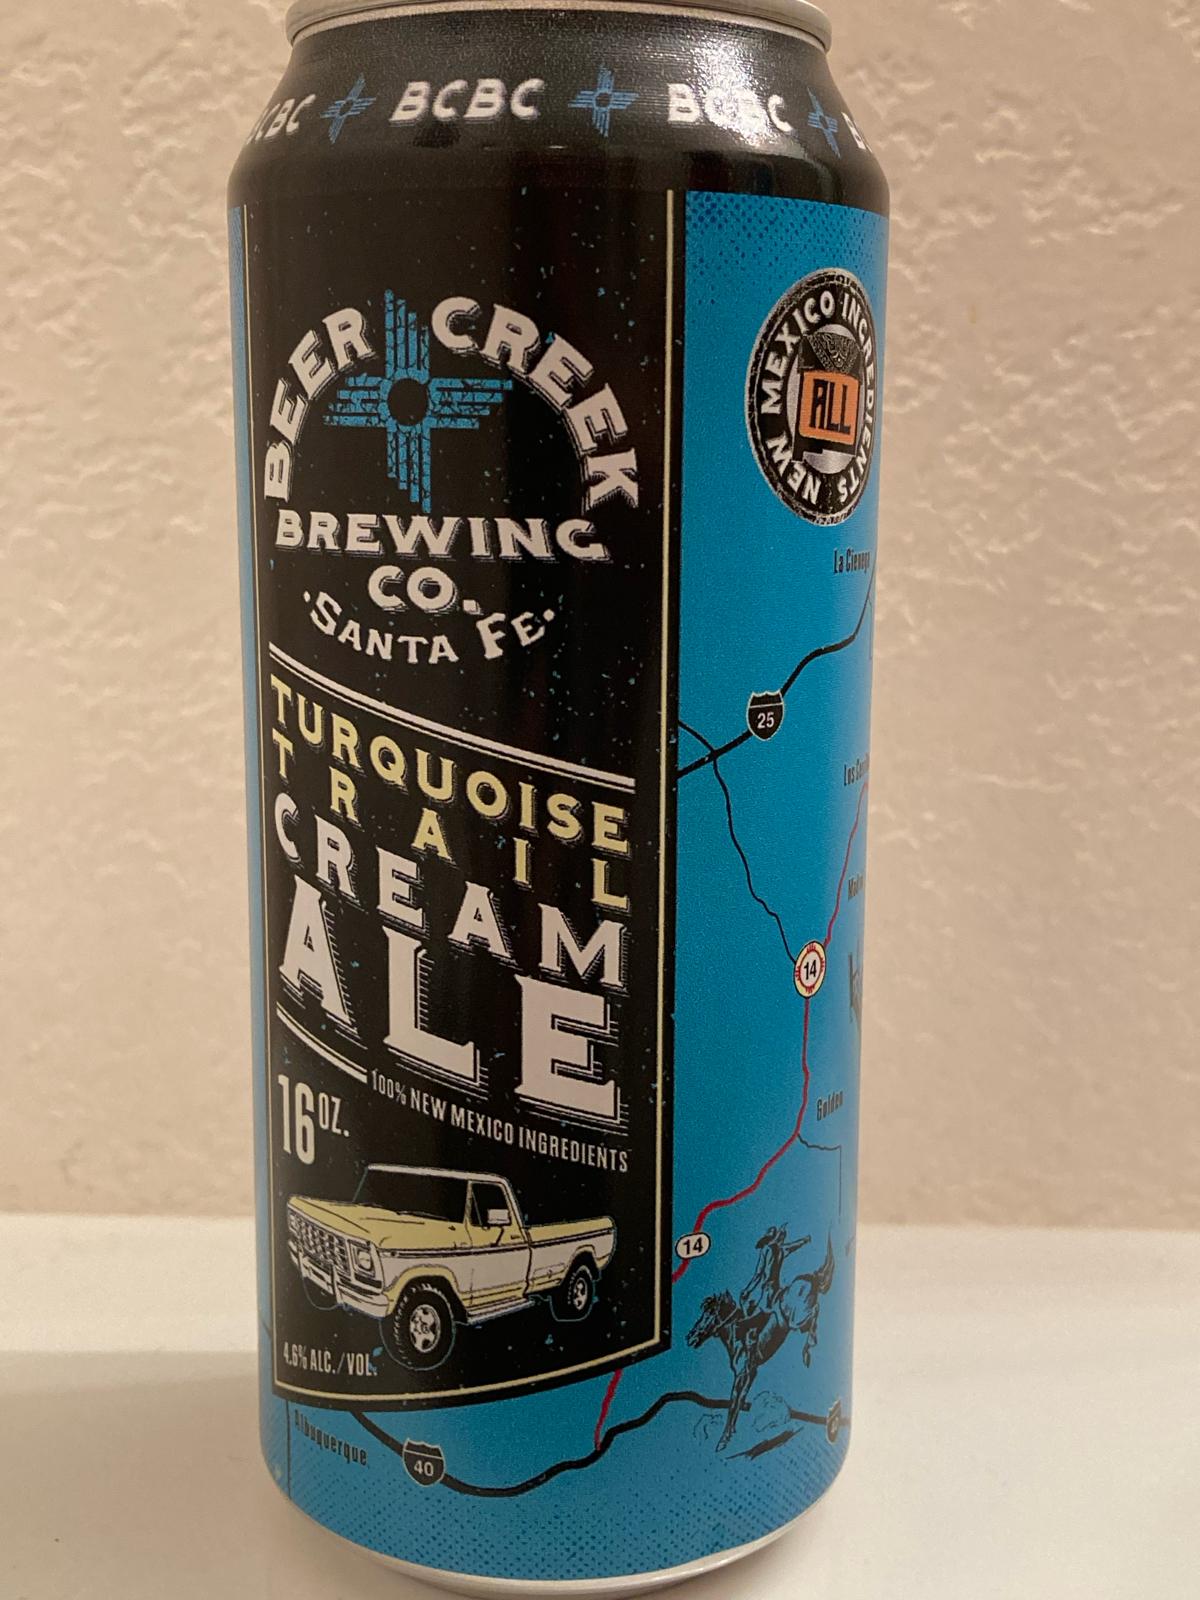 BCBC BCBC
BEER CREEK
BREWING
CO.
·SANTA FE·
TURQUOISE
TRAIL
CREAM
ALE
100% NEW MEXICO INGREDIENTS
16 OZ.
4.6% ALC./VOL.
ALL NEW MEXICO INGREDIENTS
La Cienega
25
14
Golden
14
Albuquerque
40